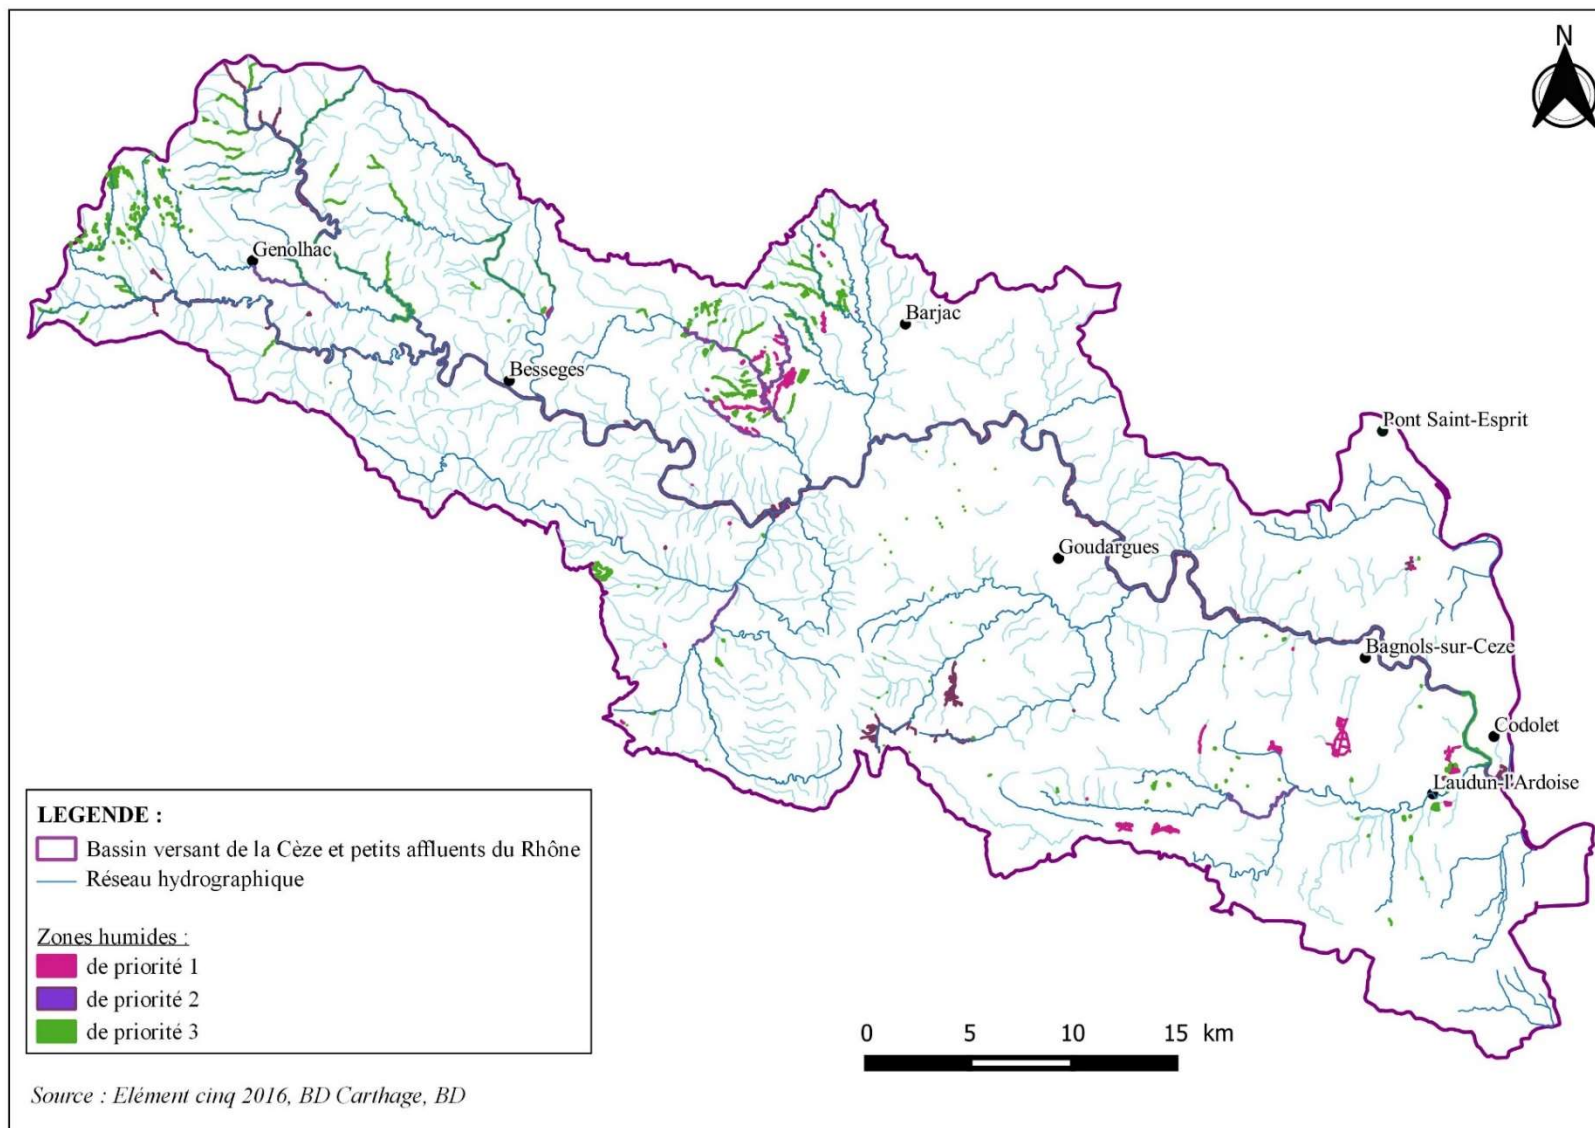 N
Genolhac
Barjac
Besseges
Pont Saint-Esprit
Goudargues
Bagnols-sur-Ceze
Codolet
Laudun-l'Ardoise
LEGENDE :
Bassin versant de la Cèze et petits affluents du Rhône
Réseau hydrographique
Zones humides :
de priorité 1
de priorité 2
de priorité 3
0 5 10 15 km
Source : Elément cinq 2016, BD Carthage, BD